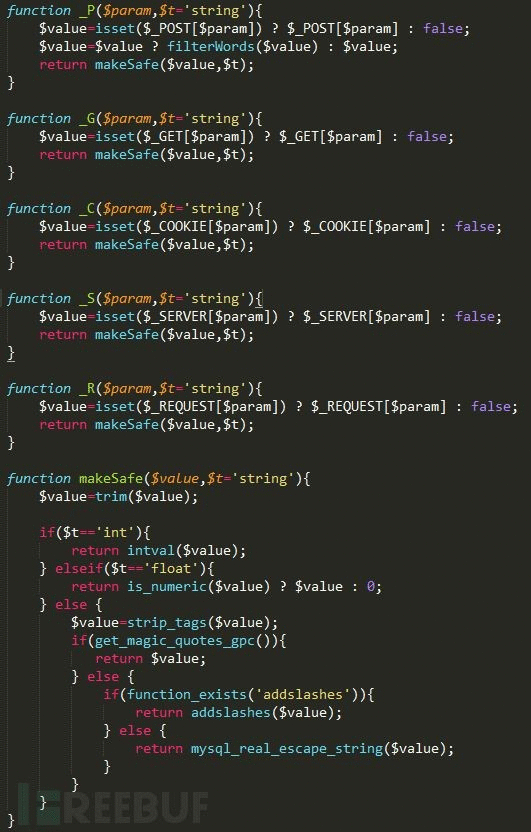 function _P($param,$t='string'){
    $value=isset($_POST[$param]) ? $_POST[$param] : false;
    $value=$value ? filterWords($value) : $value;
    return makeSafe($value,$t);
}

function _G($param,$t='string'){
    $value=isset($_GET[$param]) ? $_GET[$param] : false;
    return makeSafe($value,$t);
}

function _C($param,$t='string'){
    $value=isset($_COOKIE[$param]) ? $_COOKIE[$param] : false;
    return makeSafe($value,$t);
}

function _S($param,$t='string'){
    $value=isset($_SERVER[$param]) ? $_SERVER[$param] : false;
    return makeSafe($value,$t);
}

function _R($param,$t='string'){
    $value=isset($_REQUEST[$param]) ? $_REQUEST[$param] : false;
    return makeSafe($value,$t);
}

function makeSafe($value,$t='string'){
    $value=trim($value);

    if($t=='int'){
        return intval($value);
    } elseif($t=='float'){
        return is_numeric($value) ? $value : 0;
    } else {
        $value=strip_tags($value);
        if(get_magic_quotes_gpc()){
           return $value;
        } else {
            if(function_exists('addslashes')){
                return addslashes($value);
            } else {
                return mysql_real_escape_string($value);
            }
        }
    }
}
FREEBUF